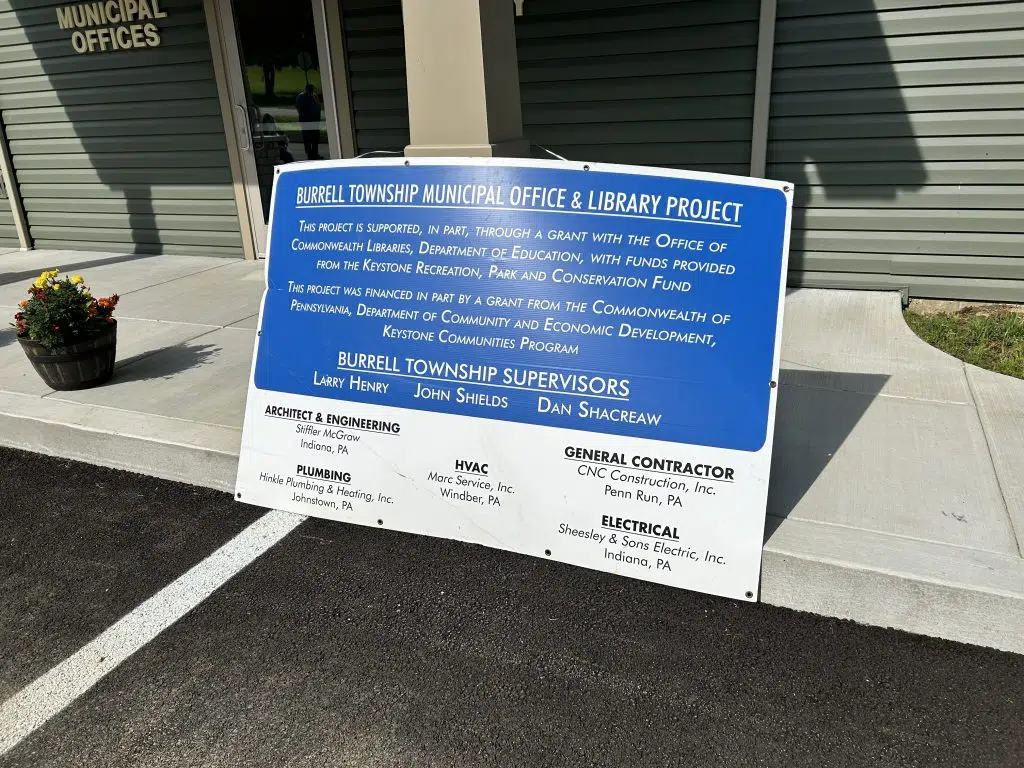 MUNICIPAL
OFFICES
BURRELL TOWNSHIP MUNICIPAL OFFICE & LIBRARY PROJECT
THIS PROJECT IS SUPPORTED, IN PART, THROUGH A GRANT WITH THE OFFICE OF
COMMONWEALTH LIBRARIES, DEPARTMENT OF EDUCATION, WITH FUNDS PROVIDED
FROM THE KEYSTONE RECREATION, PARK AND CONSERVATION FUND
THIS PROJECT WAS FINANCED IN PART BY A GRANT FROM THE COMMONWEALTH OF
PENNSYLVANIA, DEPARTMENT OF COMMUNITY AND ECONOMIC DEVELOPMENT,
KEYSTONE COMMUNITIES PROGRAM
BURRELL TOWNSHIP SUPERVISORS
LARRY HENRY JOHN SHIELDS DAN SHACREAW
ARCHITECT & ENGINEERING
Stiffler McGraw
Indiana, PA
PLUMBING
Hinkle Plumbing & Heating, Inc.
Johnstown, PA
HVAC
Marc Service, Inc.
Windber, PA
GENERAL CONTRACTOR
CNC Construction, Inc.
Penn Run, PA
ELECTRICAL
Sheesley & Sons Electric, Inc.
Indiana, PA